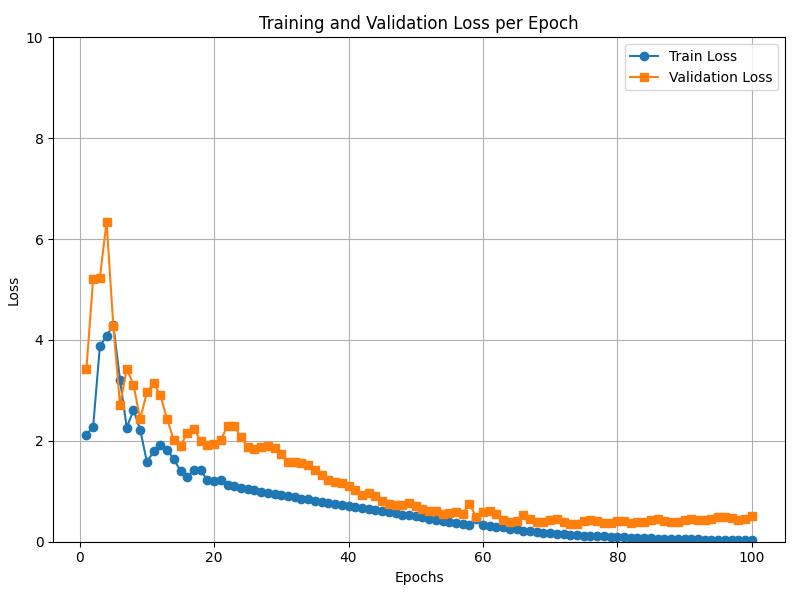 Training and Validation Loss per Epoch
10
Train Loss
Validation Loss
8
6
Loss
4
2
0
0 20 40 60 80 100
Epochs